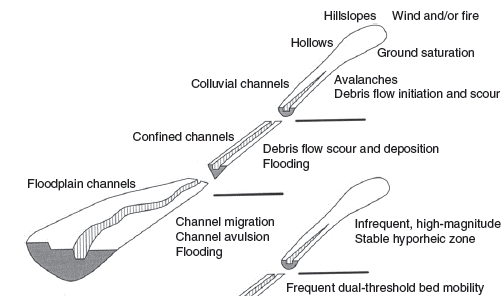 Hillslopes Wind and/or fire
Hollows
Ground saturation
Colluvial channels
Avalanches
Debris flow initiation and scour
Confined channels
Debris flow scour and deposition
Flooding
Floodplain channels
Channel migration
Channel avulsion
Flooding
Infrequent, high-magnitude
Stable hyporheic zone
Frequent dual-threshold bed mobility